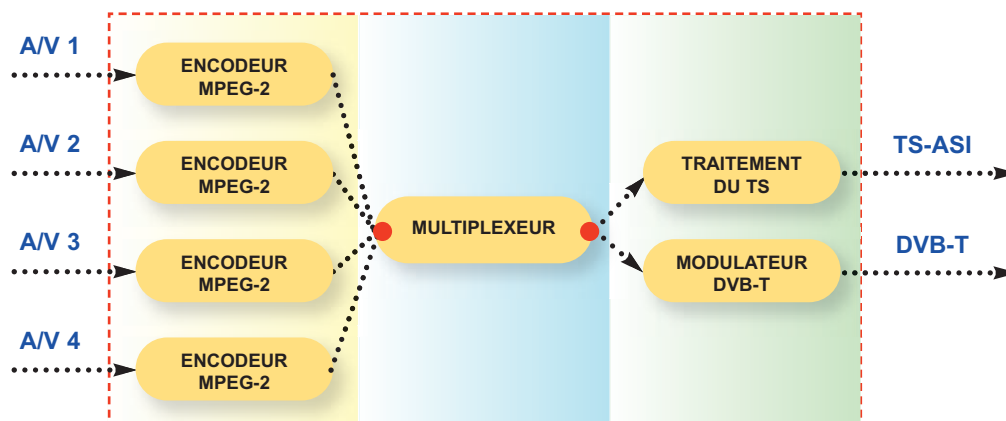 A/V 1
ENCODEUR
MPEG-2
A/V 2
ENCODEUR
MPEG-2
A/V 3
ENCODEUR
MPEG-2
A/V 4
ENCODEUR
MPEG-2
MULTIPLEXEUR
TRAITEMENT
DU TS
MODULATEUR
DVB-T
TS-ASI
DVB-T